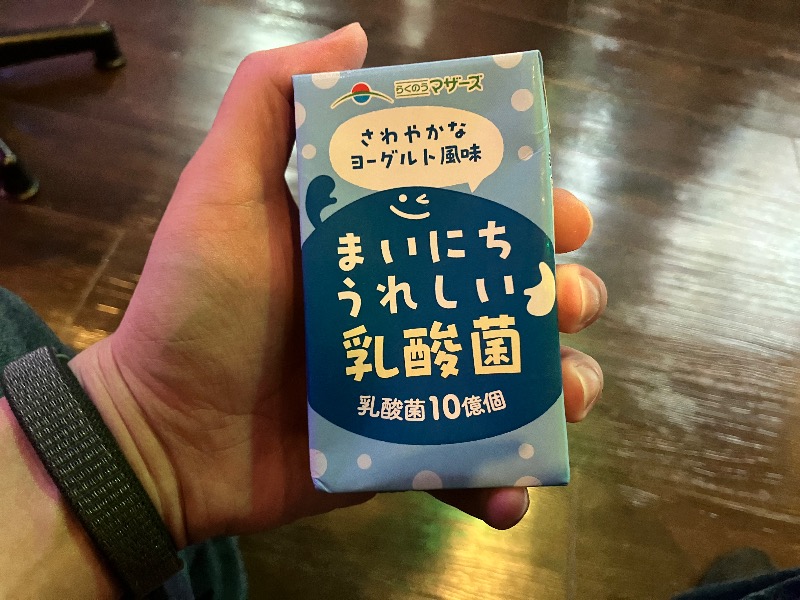 らくのうマザーズ
さわやかな
ヨーグルト風味
まいにち
うれしい
乳酸菌
乳酸菌10億個